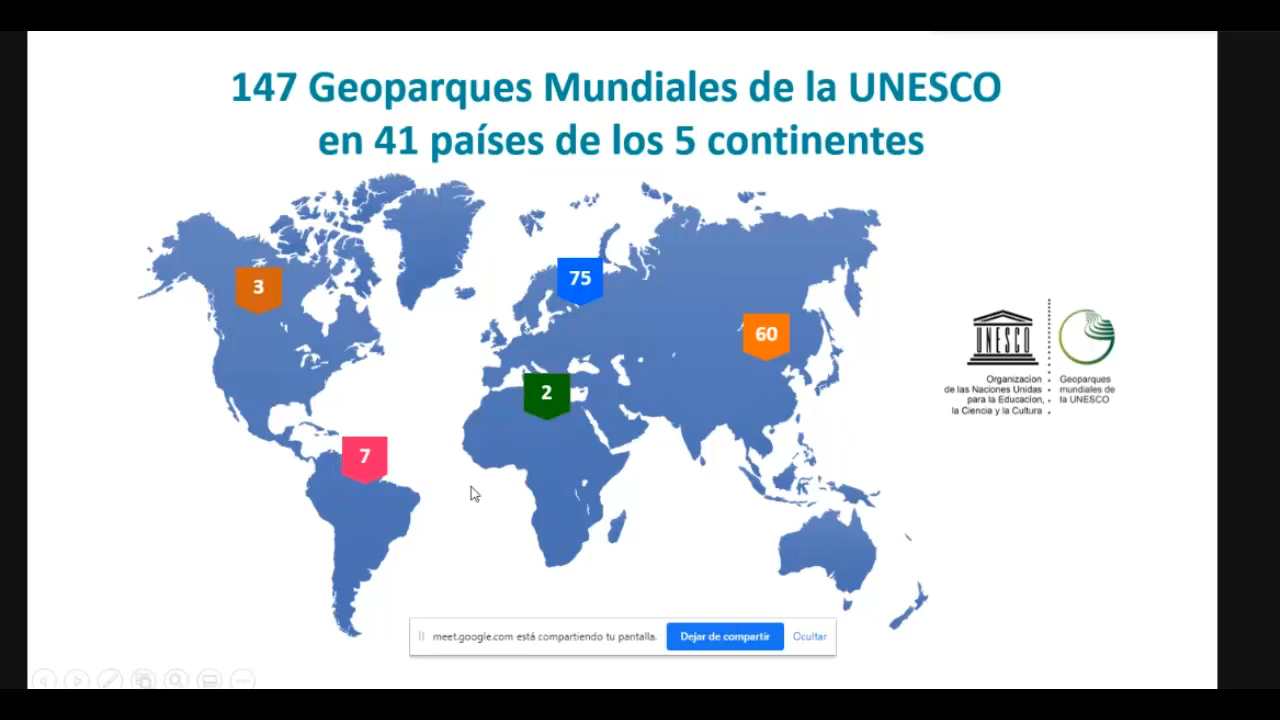 147 Geoparques Mundiales de la UNESCO
en 41 países de los 5 continentes
3
75
60
2
7
UNESCO
Organizacion
de las Naciones Unidas
para la Educacíon,
la Ciencia y la Cultura
Geoparques
mundiales de
la UNESCO
meet.google.com está compartiendo tu pantalla.
Dejar de compartir
Ocultar